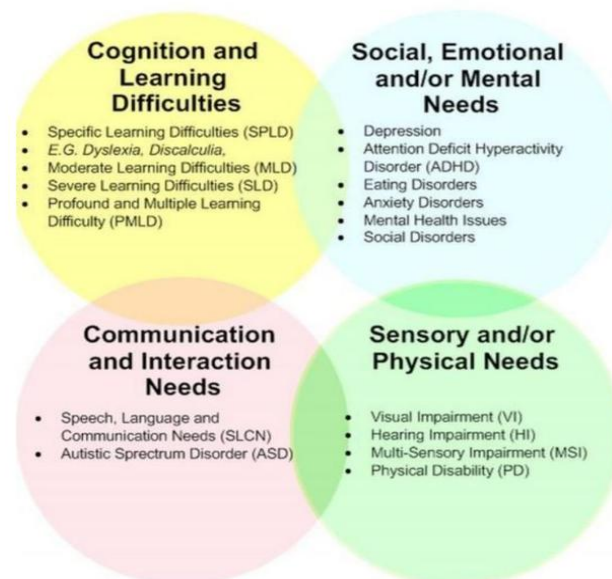 Cognition and
Learning
Difficulties
• Specific Learning Difficulties (SPLD)
• E.G. Dyslexia, Discalculia,
• Moderate Learning Difficulties (MLD)
• Severe Learning Difficulties (SLD)
• Profound and Multiple Learning
Difficulty (PMLD)
Social, Emotional
and/or Mental
Needs
• Depression
• Attention Deficit Hyperactivity
Disorder (ADHD)
• Eating Disorders
• Anxiety Disorders
• Mental Health Issues
• Social Disorders
Communication
and Interaction
Needs
• Speech, Language and
Communication Needs (SLCN)
• Autistic Sprectrum Disorder (ASD)
Sensory and/or
Physical Needs
• Visual Impairment (VI)
• Hearing Impairment (HI)
• Multi-Sensory Impairment (MSI)
• Physical Disability (PD)